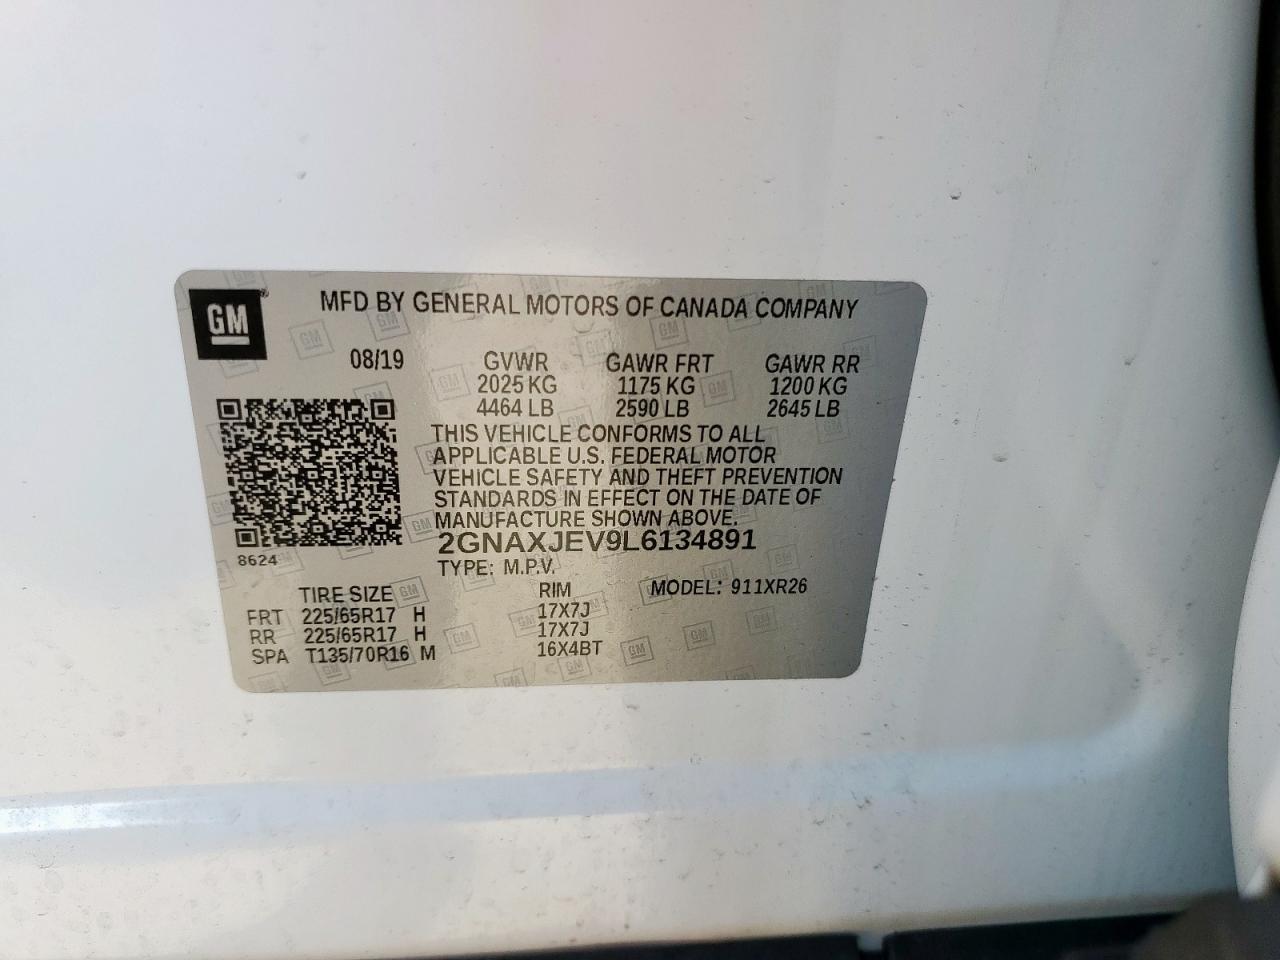 GM
MFD BY GENERAL MOTORS OF CANADA COMPANY
08/19 GVWR GAWR FRT GAWR RR
2025 KG 1175 KG 1200 KG
4464 LB 2590 LB 2645 LB
THIS VEHICLE CONFORMS TO ALL
APPLICABLE U.S. FEDERAL MOTOR
VEHICLE SAFETY AND THEFT PREVENTION
STANDARDS IN EFFECT ON THE DATE OF
MANUFACTURE SHOWN ABOVE.
2GNAXJEV9L6134891
8624
TYPE: M.P.V.
TIRE SIZE RIM MODEL: 911XR26
FRT 225/65R17 H 17X7J
RR 225/65R17 H 17X7J
SPA T135/70R16 M 16X4BT